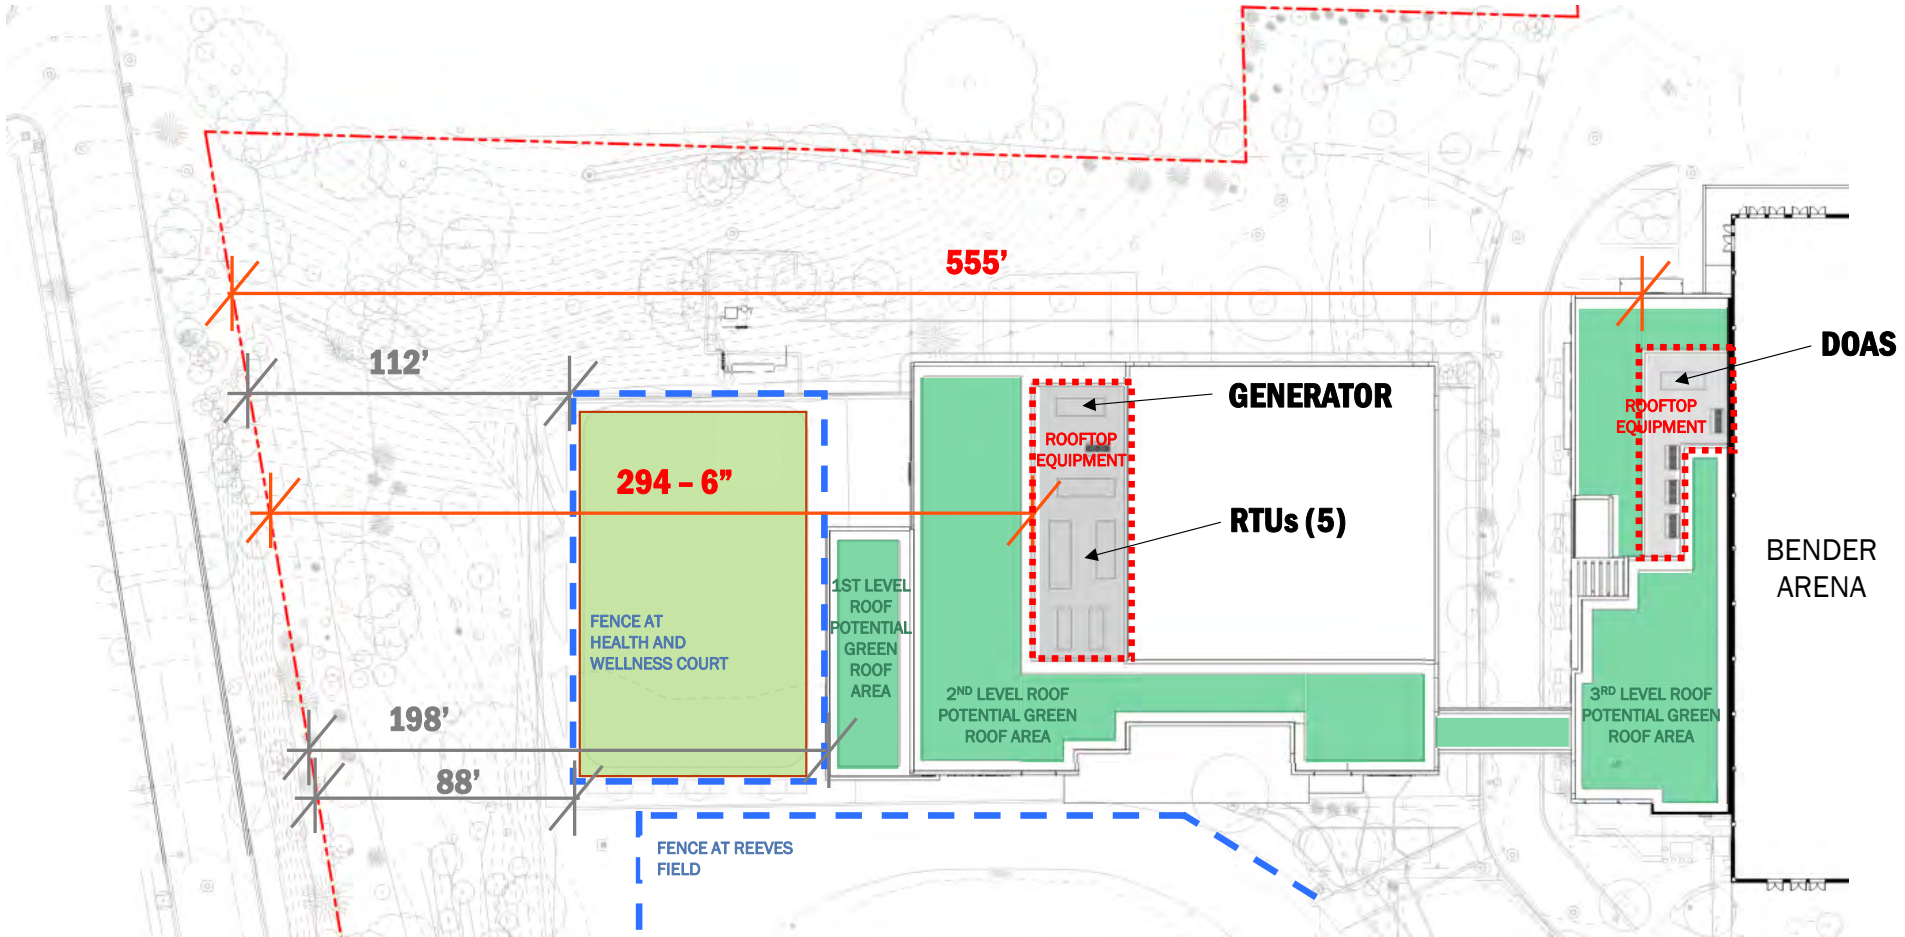 555’
112’
DOAS
GENERATOR
ROOFTOP
EQUIPMENT
ROOFTOP
EQUIPMENT
294 – 6”
RTUs (5)
BENDER
ARENA
FENCE AT
HEALTH AND
WELLNESS COURT
1ST LEVEL
ROOF
POTENTIAL
GREEN
ROOF
AREA
2ND LEVEL ROOF
POTENTIAL GREEN
ROOF AREA
3RD LEVEL ROOF
POTENTIAL GREEN
ROOF AREA
198’
88’
FENCE AT REEVES
FIELD